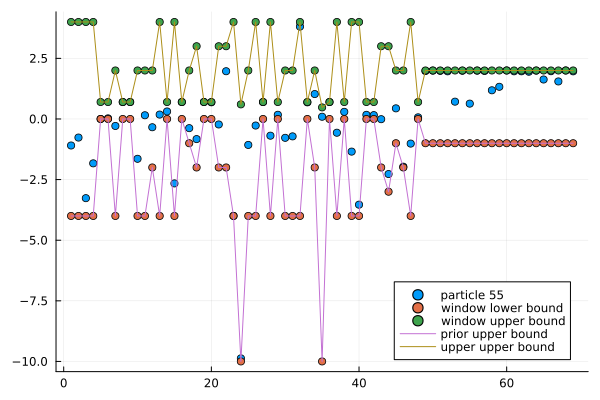 2.5
0.0
−2.5
−5.0
−7.5
−10.0
particle 55
window lower bound
window upper bound
prior upper bound
upper upper bound
0 20 40 60